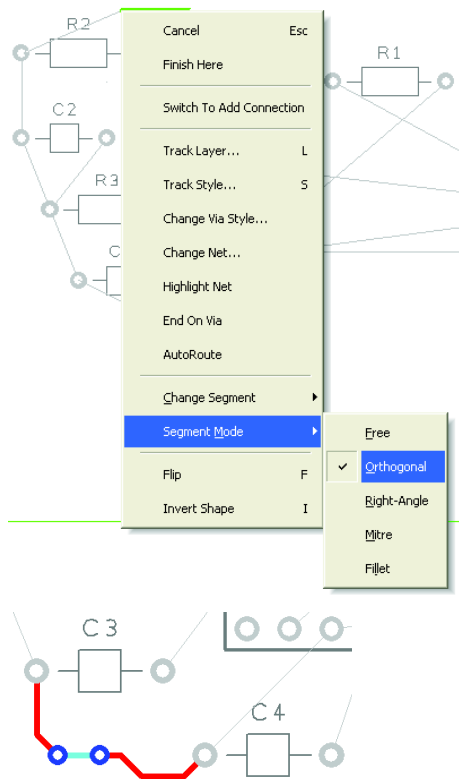 R2
R1
C2
R3
C
Cancel Esc
Finish Here
Switch To Add Connection
Track Layer... L
Track Style... S
Change Via Style...
Change Net...
Highlight Net
End On Via
AutoRoute
Change Segment
Segment Mode
Flip F
Invert Shape I
Free
Orthogonal
Right-Angle
Mitre
Fillet
C3
C4